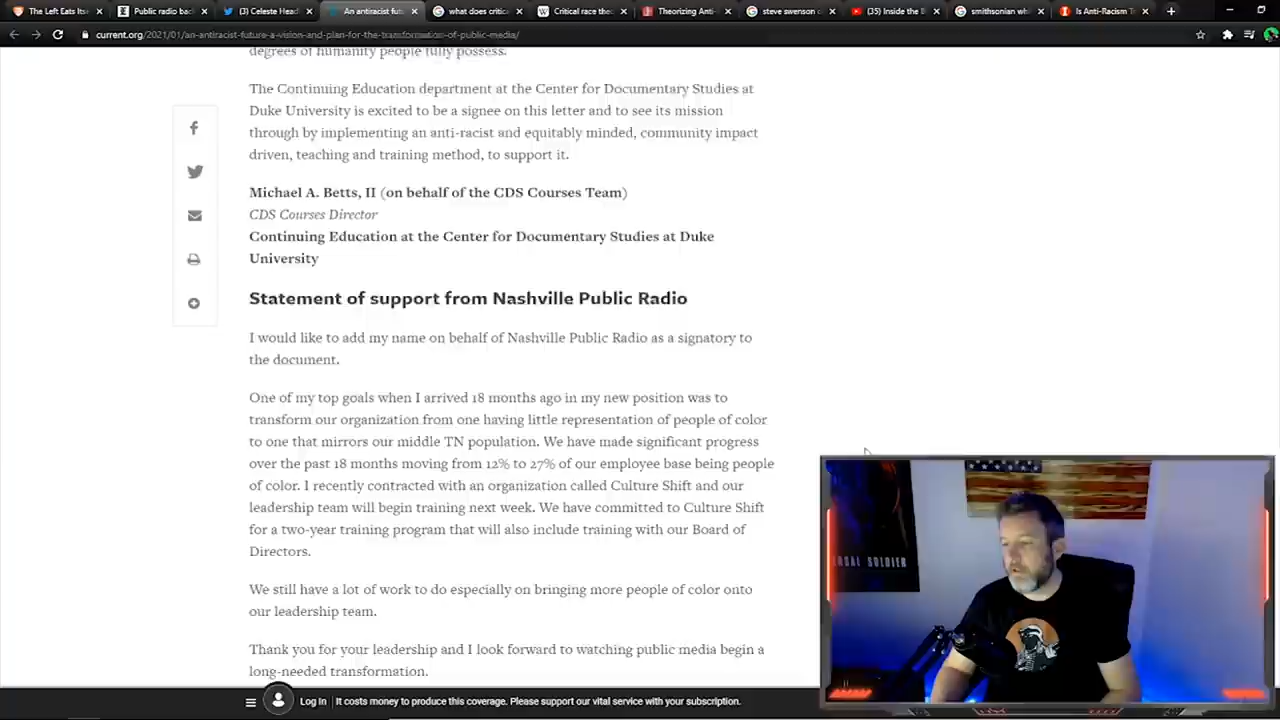 The Left Eats Its
Public radio bac
(3) Celeste Head
An antiracist futu
what does critica
Critical race theo
Theorizing Anti-
steve swenson c
(35) Inside the B
smithsonian wh
Is Anti-Racism T
current.org/2021/01/an-antiracist-future-a-vision-and-plan-for-the-transformation-of-public-media/
degrees of humanity people fully possess.
The Continuing Education department at the Center for Documentary Studies at
Duke University is excited to be a signee on this letter and to see its mission
through by implementing an anti-racist and equitably minded, community impact
driven, teaching and training method, to support it.
Michael A. Betts, II (on behalf of the CDS Courses Team)
CDS Courses Director
Continuing Education at the Center for Documentary Studies at Duke
University
Statement of support from Nashville Public Radio
I would like to add my name on behalf of Nashville Public Radio as a signatory to
the document.
One of my top goals when I arrived 18 months ago in my new position was to
transform our organization from one having little representation of people of color
to one that mirrors our middle TN population. We have made significant progress
over the past 18 months moving from 12% to 27% of our employee base being people
of color. I recently contracted with an organization called Culture Shift and our
leadership team will begin training next week. We have committed to Culture Shift
for a two-year training program that will also include training with our Board of
Directors.
We still have a lot of work to do especially on bringing more people of color onto
our leadership team.
Thank you for your leadership and I look forward to watching public media begin a
long-needed transformation.
Log In
It costs money to produce this coverage. Please support our vital service with your subscription.
SOLDIER